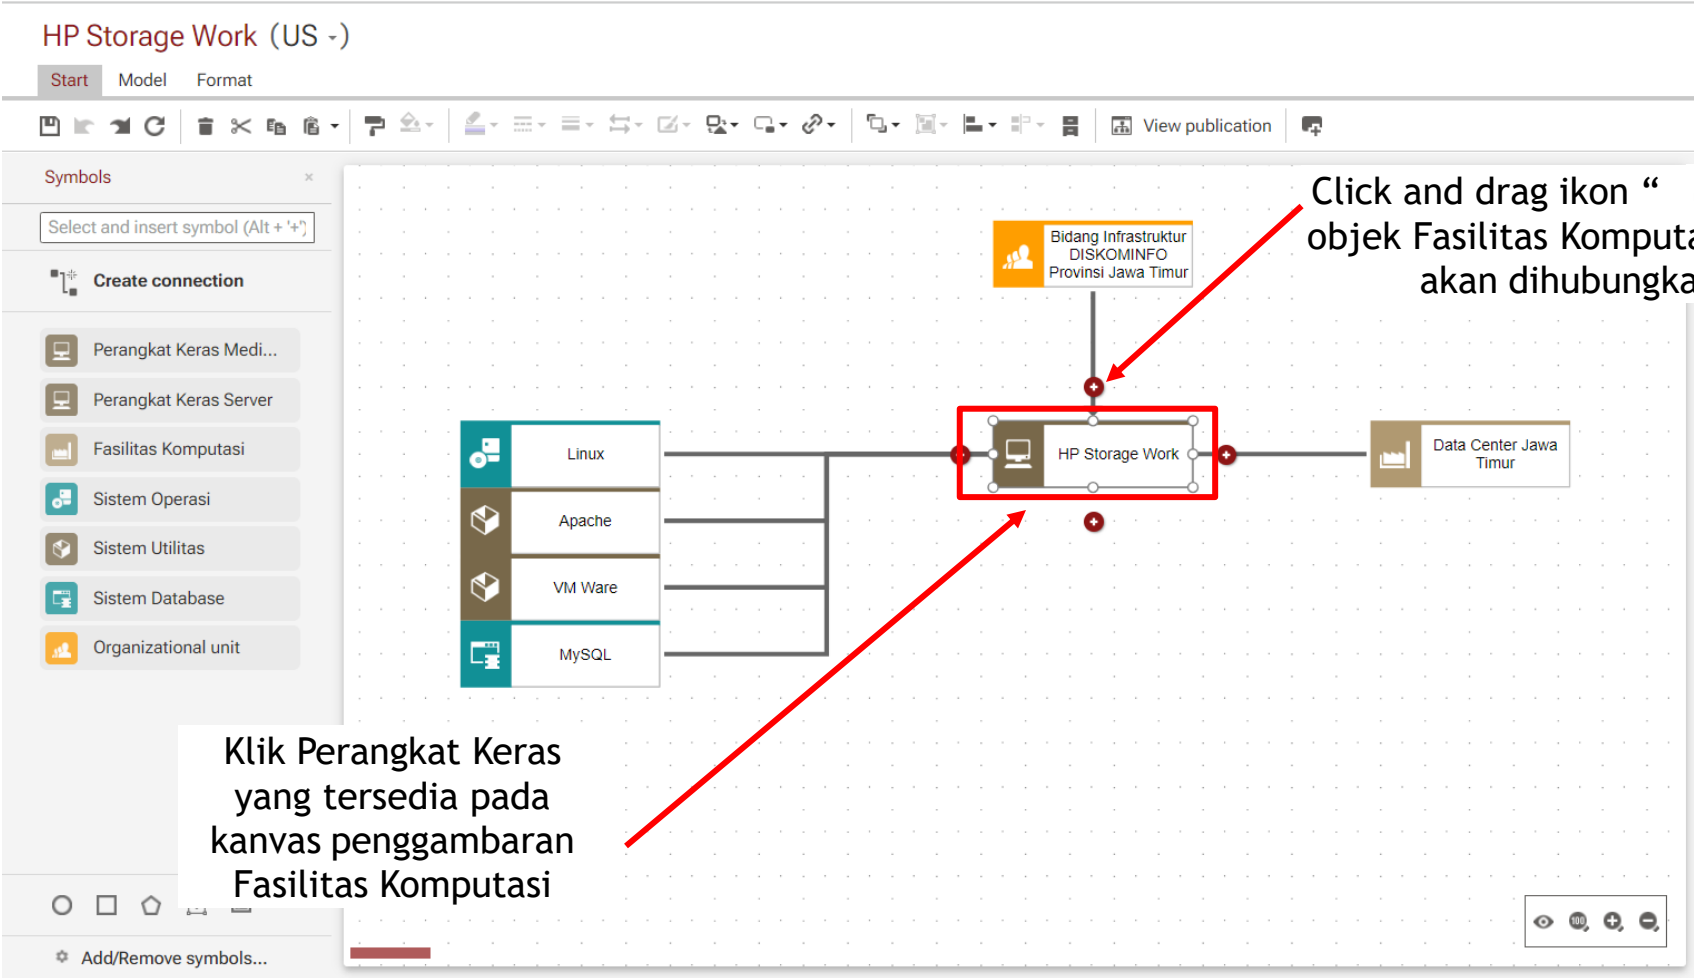 HP Storage Work (US -)
Start Model Format
View publication
Symbols ×
Select and insert symbol (Alt + '+')
Create connection
Perangkat Keras Medi...
Perangkat Keras Server
Fasilitas Komputasi
Sistem Operasi
Sistem Utilitas
Sistem Database
Organizational unit
Add/Remove symbols...
Bidang Infrastruktur
DISKOMINFO
Provinsi Jawa Timur
Click and drag ikon “
objek Fasilitas Komputa
akan dihubungka
Linux
Apache
VM Ware
MySQL
HP Storage Work
Data Center Jawa
Timur
Klik Perangkat Keras
yang tersedia pada
kanvas penggambaran
Fasilitas Komputasi
100